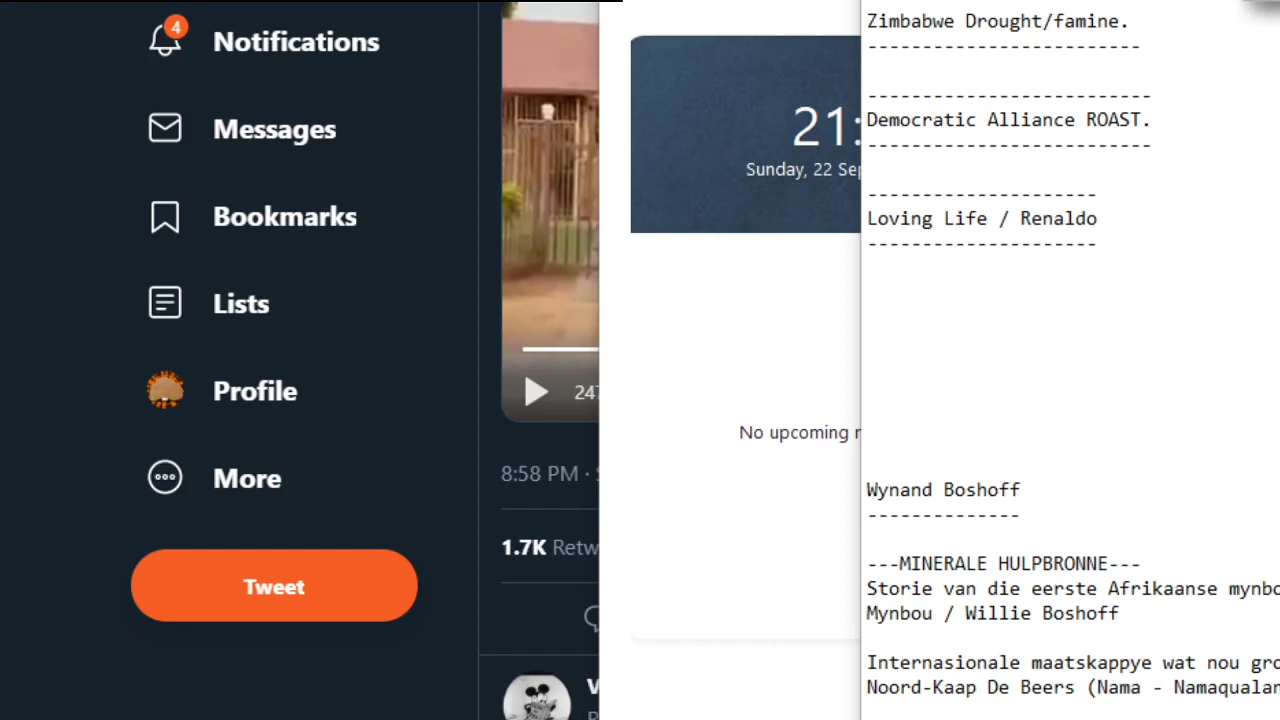 4
Notifications
Messages
Bookmarks
Lists
Profile
More
Tweet
8:58 PM ·
1.7K
21:
Sunday, 22
No upcoming
Zimbabwe Drought/famine.
-------------------------
--------------------------
Democratic Alliance ROAST.
--------------------------
---------------------
Loving Life / Renaldo
---------------------
Wynand Boshoff
--------------
---MINERALE HULPBRONNE---
Storie van die eerste Afrikaanse
Mynbou / Willie Boshoff
Internasionale maatskappye wat nou
Noord-Kaap De Beers (Nama -